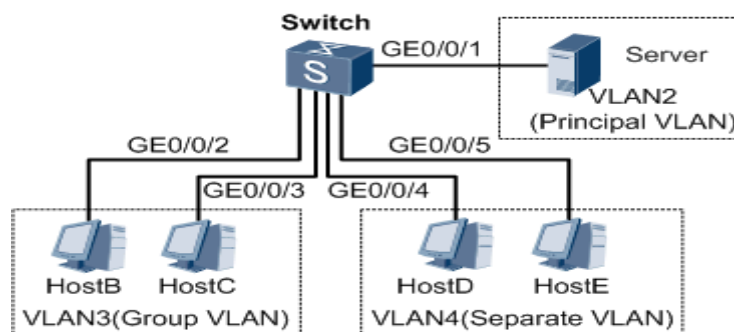 Switch
GE0/0/1
Server
S
VLAN2
(Principal VLAN)
GE0/0/2
GE0/0/5
GE0/0/3
GE0/0/4
HostB
HostC
HostD
HostE
VLAN3(Group VLAN)
VLAN4(Separate VLAN)